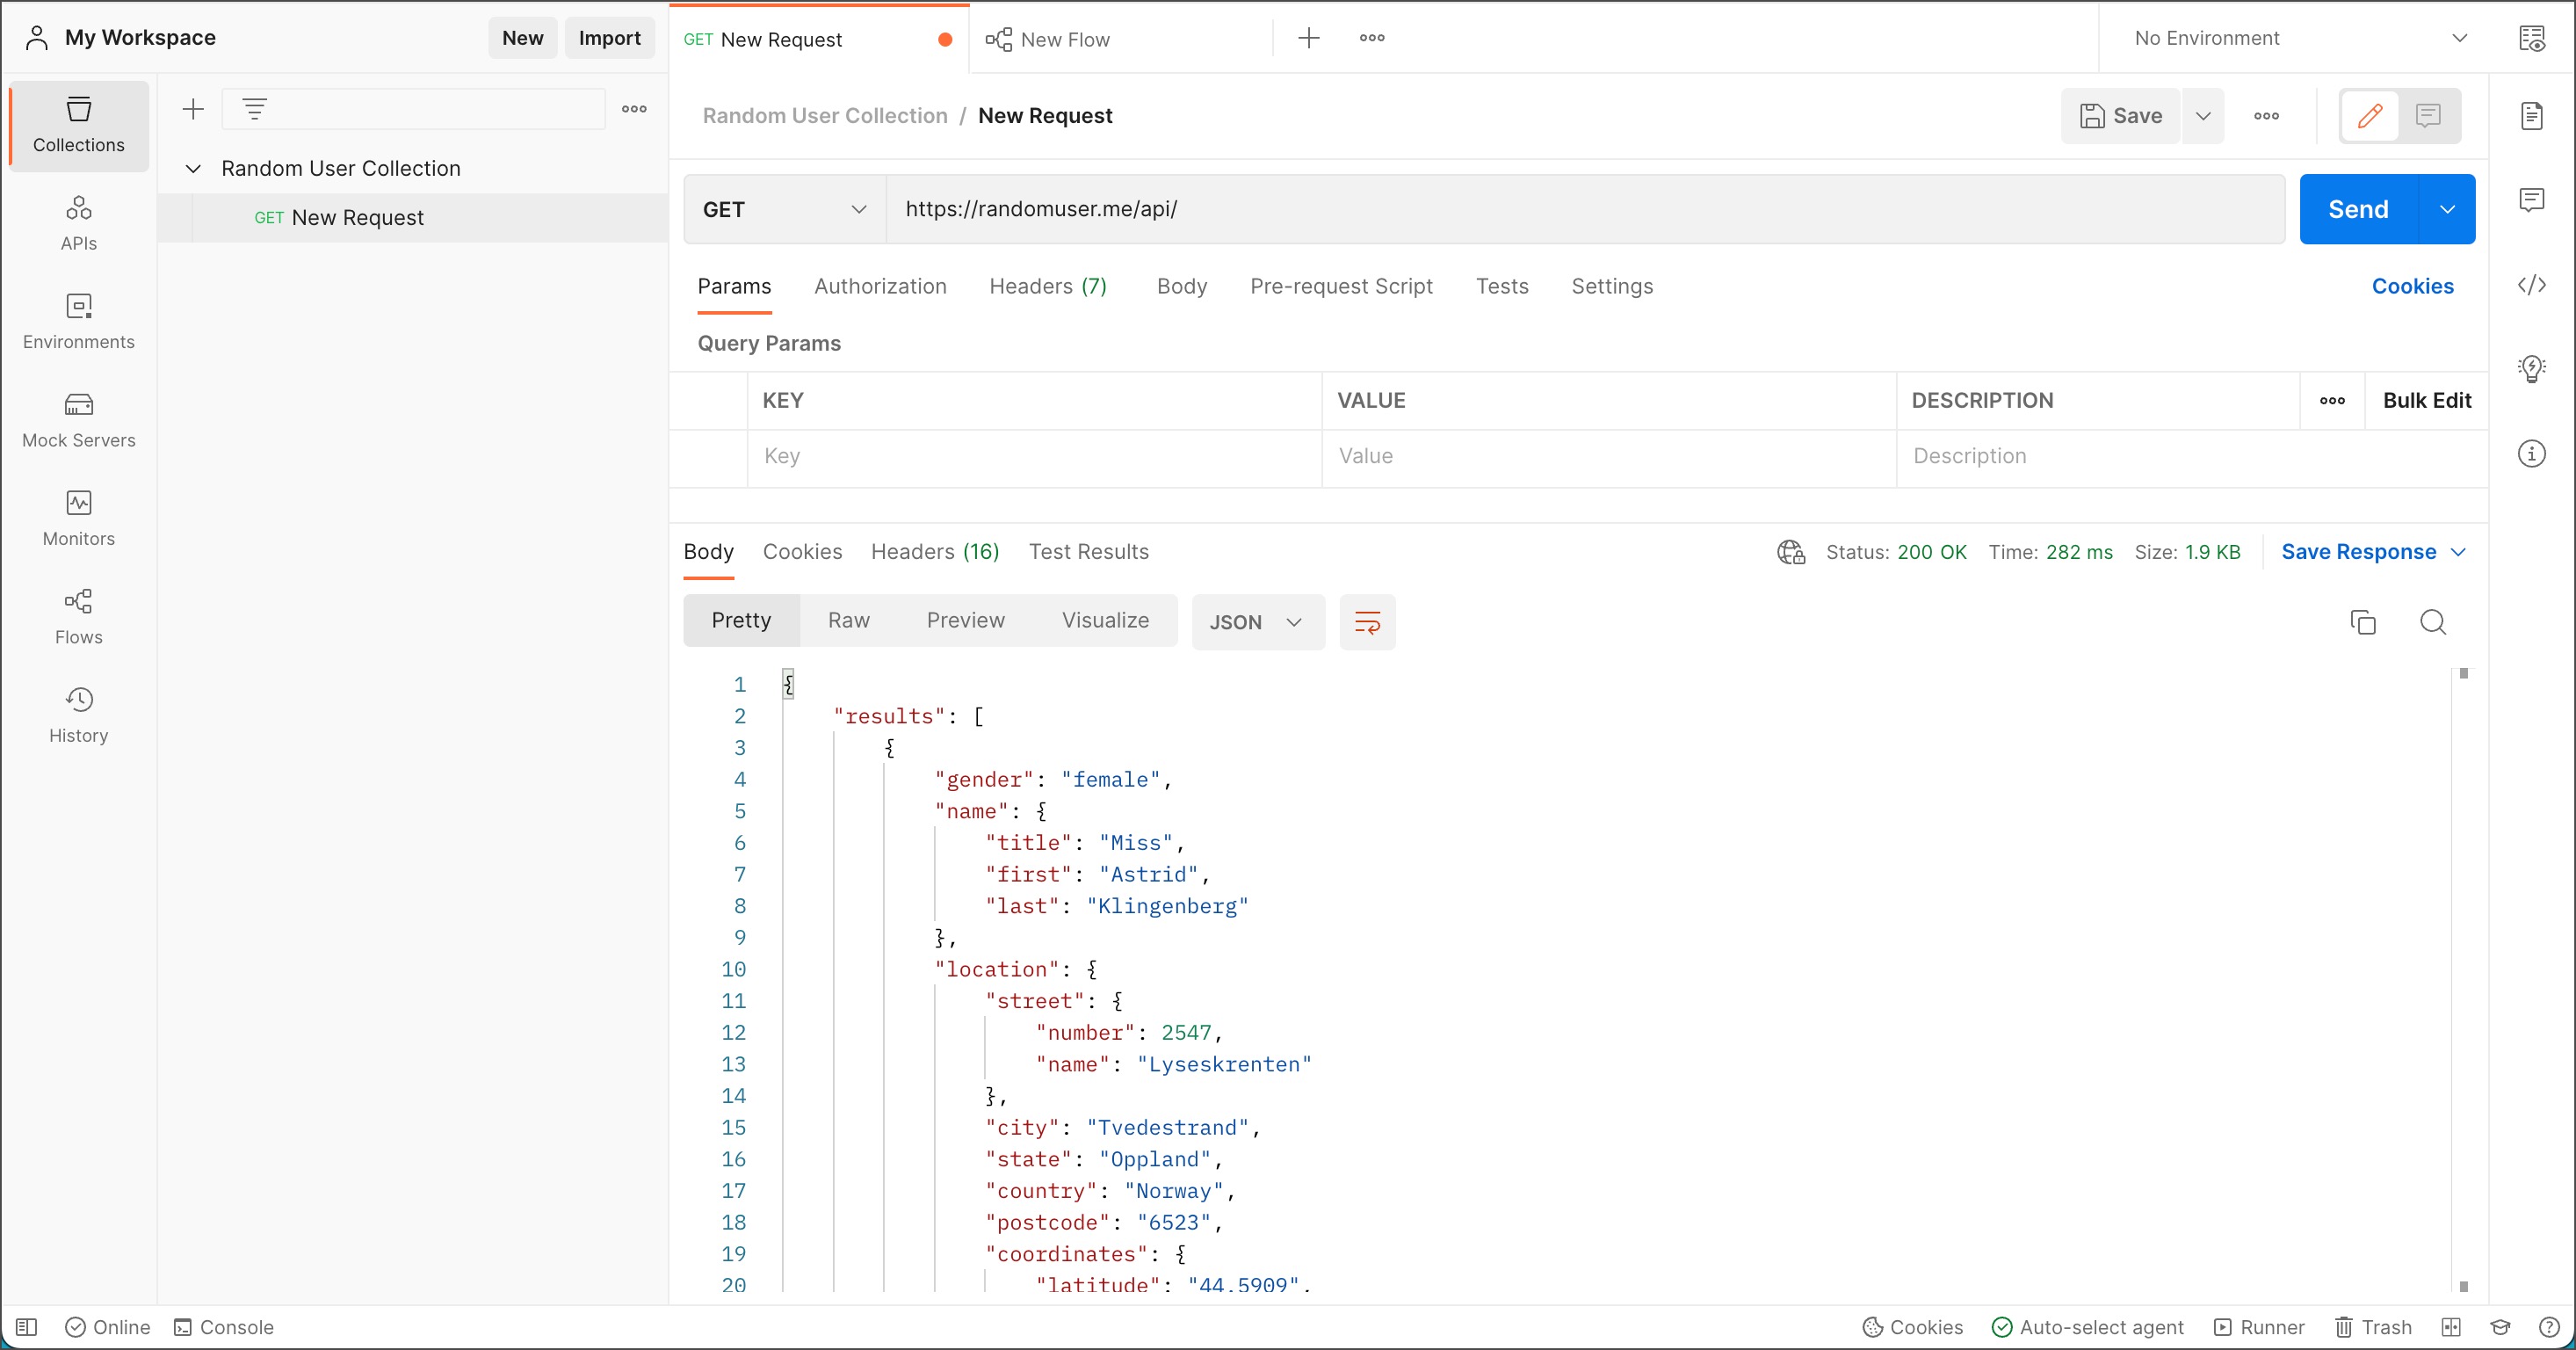 My Workspace
New
Import
GET New Request
New Flow
No Environment
Collections
APIs
Environments
Mock Servers
Monitors
Flows
History
Random User Collection
GET New Request
Random User Collection / New Request
Save
GET
https://randomuser.me/api/
Send
Params Authorization Headers (7) Body Pre-request Script Tests Settings Cookies
Query Params
KEY VALUE DESCRIPTION Bulk Edit
Key Value Description
Body Cookies Headers (16) Test Results Status: 200 OK Time: 282 ms Size: 1.9 KB Save Response
Pretty Raw Preview Visualize JSON
1 {
2 "results": [
3 {
4 "gender": "female",
5 "name": {
6 "title": "Miss",
7 "first": "Astrid",
8 "last": "Klingenberg"
9 },
10 "location": {
11 "street": {
12 "number": 2547,
13 "name": "Lyseskrenten"
14 },
15 "city": "Tvedestrand",
16 "state": "Oppland",
17 "country": "Norway",
18 "postcode": "6523",
19 "coordinates": {
20 "latitude": "44.5909",
Online Console Cookies Auto-select agent Runner Trash